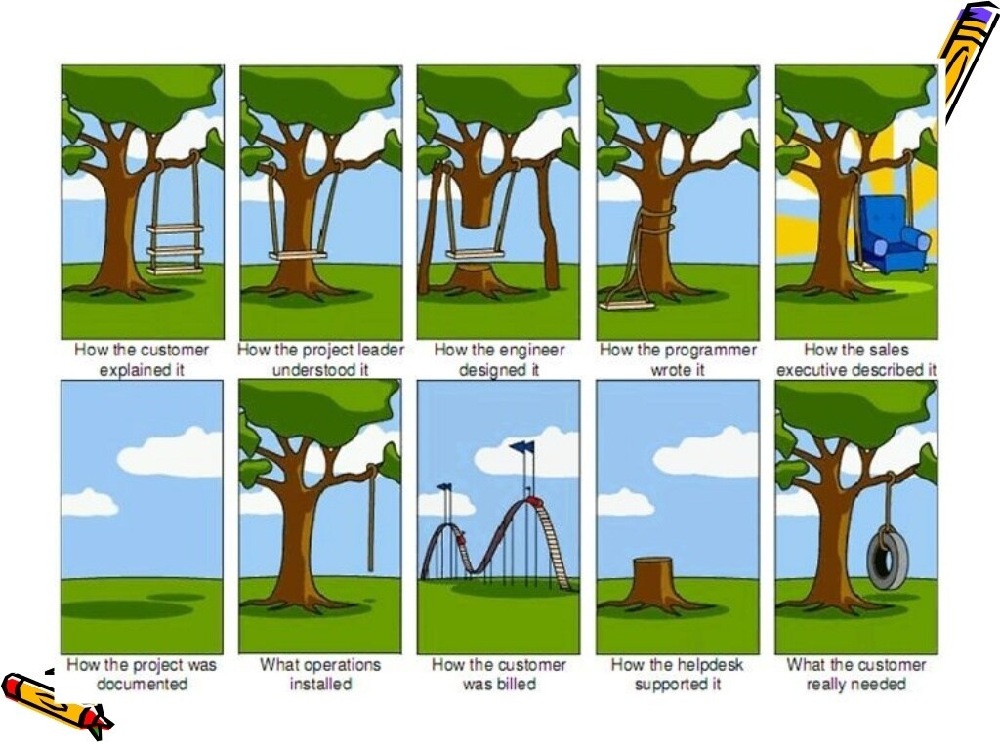 How the customer
explained it
How the project leader
understood it
How the engineer
designed it
How the programmer
wrote it
How the sales
executive described it
How the project was
documented
What operations
installed
How the customer
was billed
How the helpdesk
supported it
What the customer
really needed